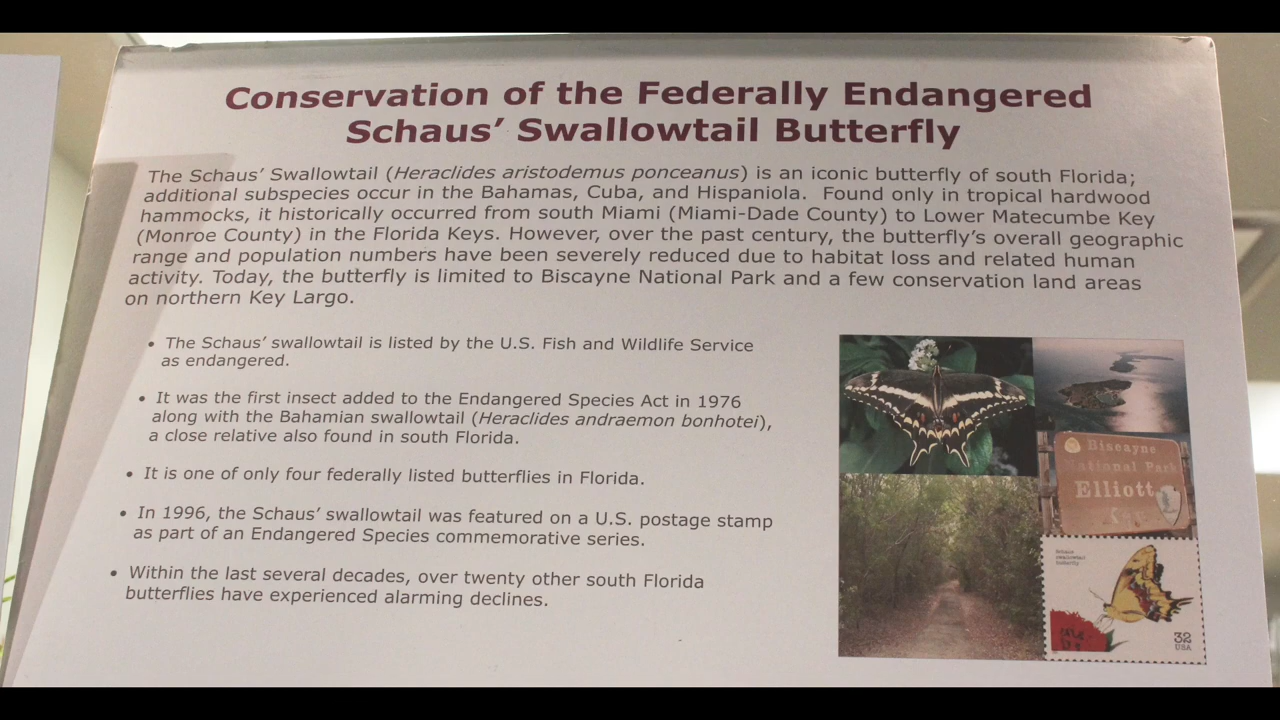 Conservation of the Federally Endangered
Schaus’ Swallowtail Butterfly
The Schaus’ Swallowtail (Heraclides aristodemus ponceanus) is an iconic butterfly of south Florida;
additional subspecies occur in the Bahamas, Cuba, and Hispaniola. Found only in tropical hardwood
hammocks, it historically occurred from south Miami (Miami-Dade County) to Lower Matecumbe Key
(Monroe County) in the Florida Keys. However, over the past century, the butterfly’s overall geographic
range and population numbers have been severely reduced due to habitat loss and related human
activity. Today, the butterfly is limited to Biscayne National Park and a few conservation land areas
on northern Key Largo.
• The Schaus’ swallowtail is listed by the U.S. Fish and Wildlife Service
as endangered.
• It was the first insect added to the Endangered Species Act in 1976
along with the Bahamian swallowtail (Heraclides andraemon bonhotei),
a close relative also found in south Florida.
• It is one of only four federally listed butterflies in Florida.
• In 1996, the Schaus’ swallowtail was featured on a U.S. postage stamp
as part of an Endangered Species commemorative series.
• Within the last several decades, over twenty other south Florida
butterflies have experienced alarming declines.
Biscayne
National Park
Elliott
Key
Schaus
swallowtail
butterfly
32
USA